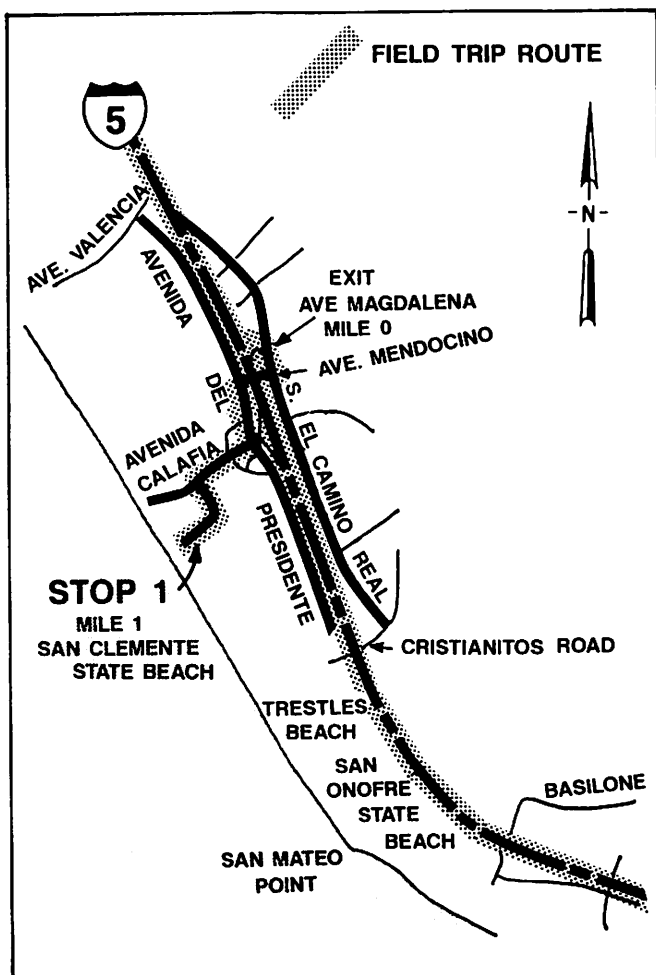 FIELD TRIP ROUTE
5
-N-
AVE. VALENCIA
AVENIDA
DEL
PRESIDENTE
EXIT
AVE MAGDALENA
MILE 0
AVE. MENDOCINO
S.
EL CAMINO
REAL
AVENIDA
CALAFIA
STOP 1
MILE 1
SAN CLEMENTE
STATE BEACH
CRISTIANITOS ROAD
TRESTLES
BEACH
SAN
ONOFRE
STATE
BEACH
BASILONE
SAN MATEO
POINT